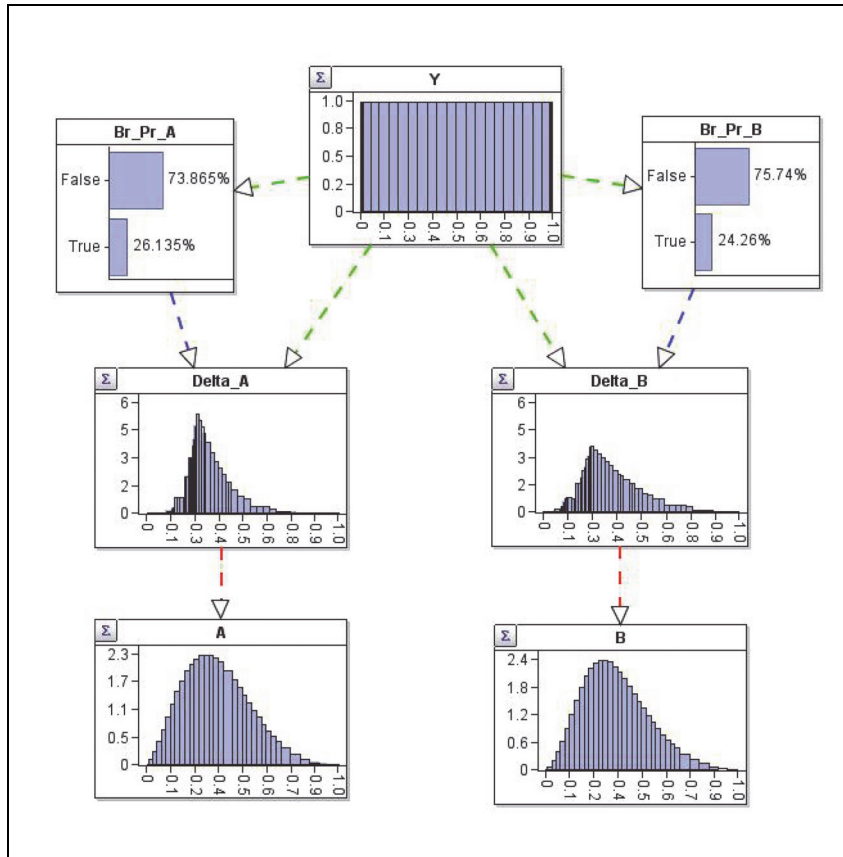 Σ Y
1.0
0.8
0.5
0.2
0
0 0.1 0.2 0.3 0.4 0.5 0.6 0.7 0.8 0.9 1.0
Br_Pr_A
False 73.865%
True 26.135%
Br_Pr_B
False 75.74%
True 24.26%
Σ Delta_A
6
5
3
2
0
0 0.1 0.3 0.4 0.5 0.6 0.8 0.9 1.0
Σ Delta_B
6
5
3
2
0
0 0.1 0.3 0.4 0.5 0.6 0.8 0.9 1.0
Σ A
2.3
1.7
1.1
0.5
0
0 0.1 0.2 0.4 0.5 0.6 0.7 0.9 1.0
Σ B
2.4
1.8
1.2
0.6
0
0 0.1 0.2 0.4 0.5 0.6 0.7 0.9 1.0